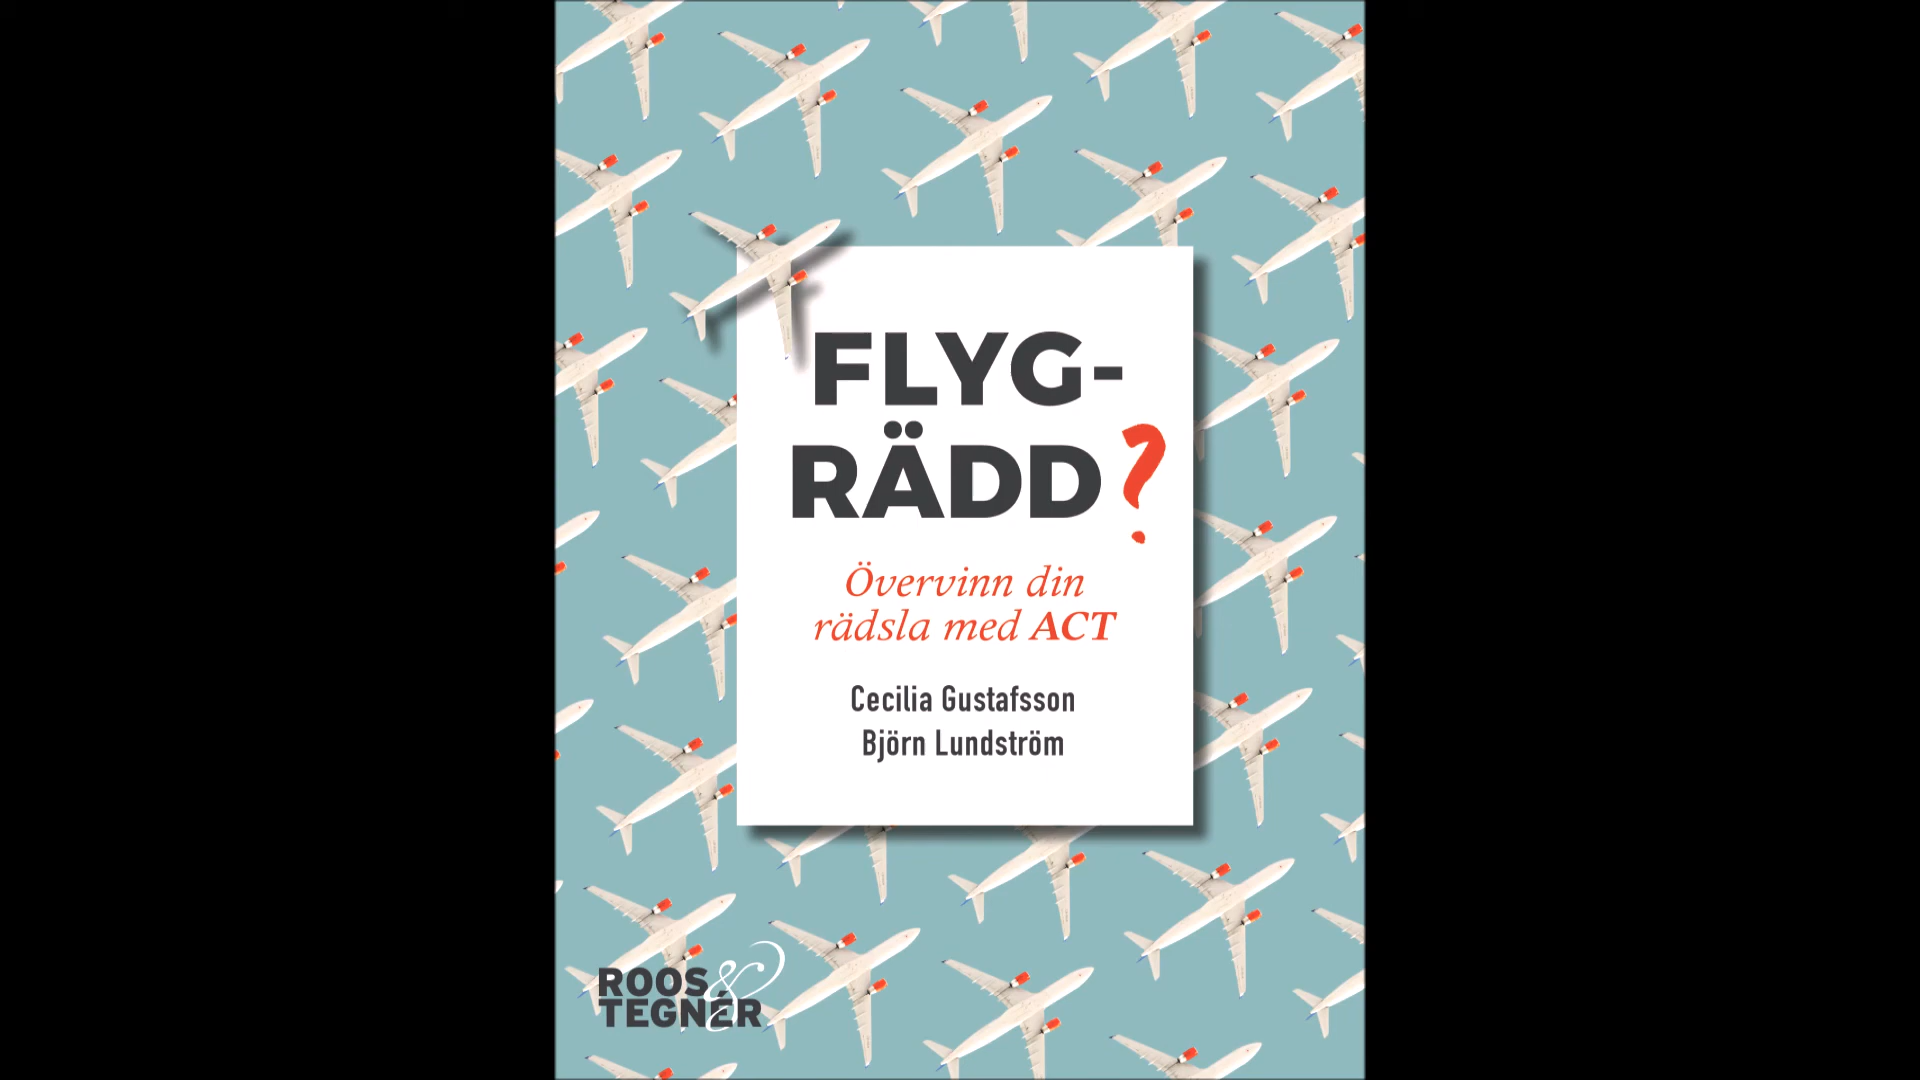 FLYG-
RÄDD?
Övervinn din
rädsla med ACT
Cecilia Gustafsson
Björn Lundström
ROOS &
TEGNÉR